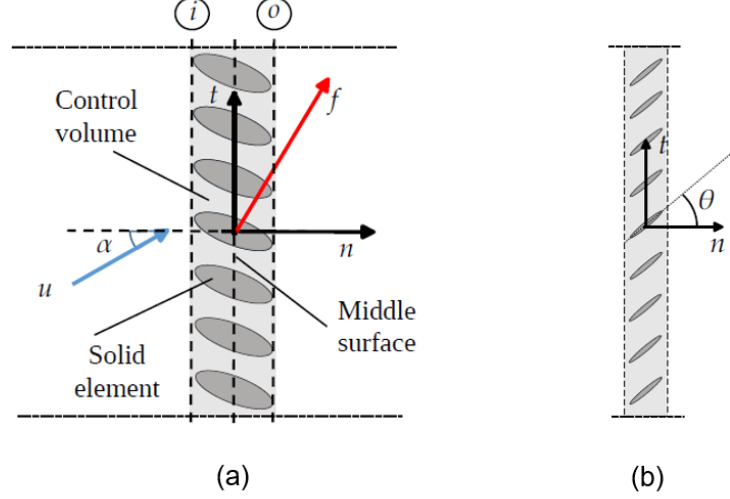 i o
Control
volume
t
f
α
n
u
Solid
element
Middle
surface
(a)
t
θ
n
(b)